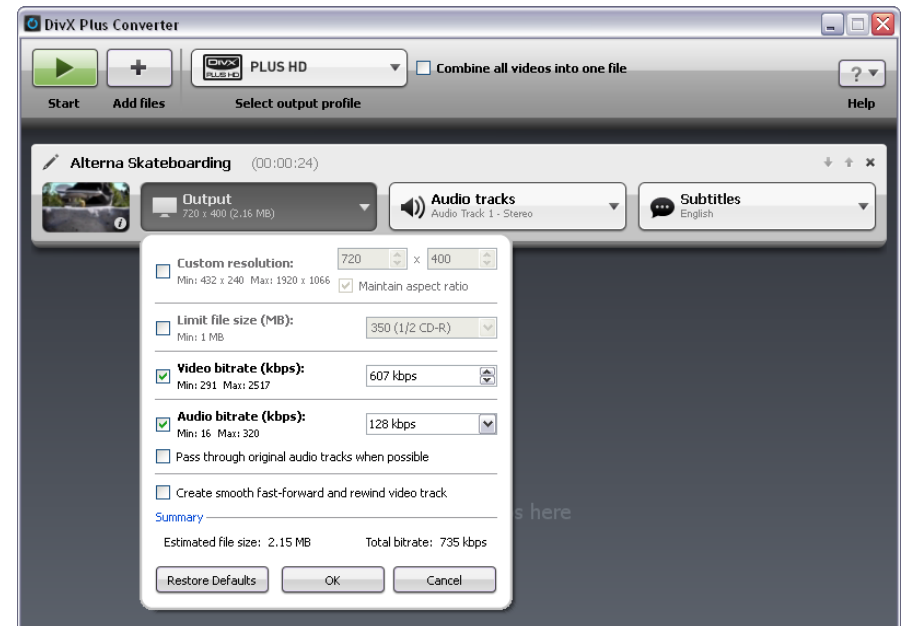 DivX Plus Converter
DIVX PLUS HD PLUS HD
Combine all videos into one file
?
Start Add files Select output profile Help
Alterna Skateboarding (00:00:24)
Output
720 x 400 (2.16 MB)
Audio tracks
Audio Track 1 - Stereo
Subtitles
English
Custom resolution: 720 x 400
Min: 432 x 240 Max: 1920 x 1066 Maintain aspect ratio
Limit file size (MB): 350 (1/2 CD-R)
Min: 1 MB
Video bitrate (kbps): 607 kbps
Min: 291 Max: 2517
Audio bitrate (kbps): 128 kbps
Min: 16 Max: 320
Pass through original audio tracks when possible
Create smooth fast-forward and rewind video track
s here
Summary
Estimated file size: 2.15 MB Total bitrate: 735 kbps
Restore Defaults OK Cancel